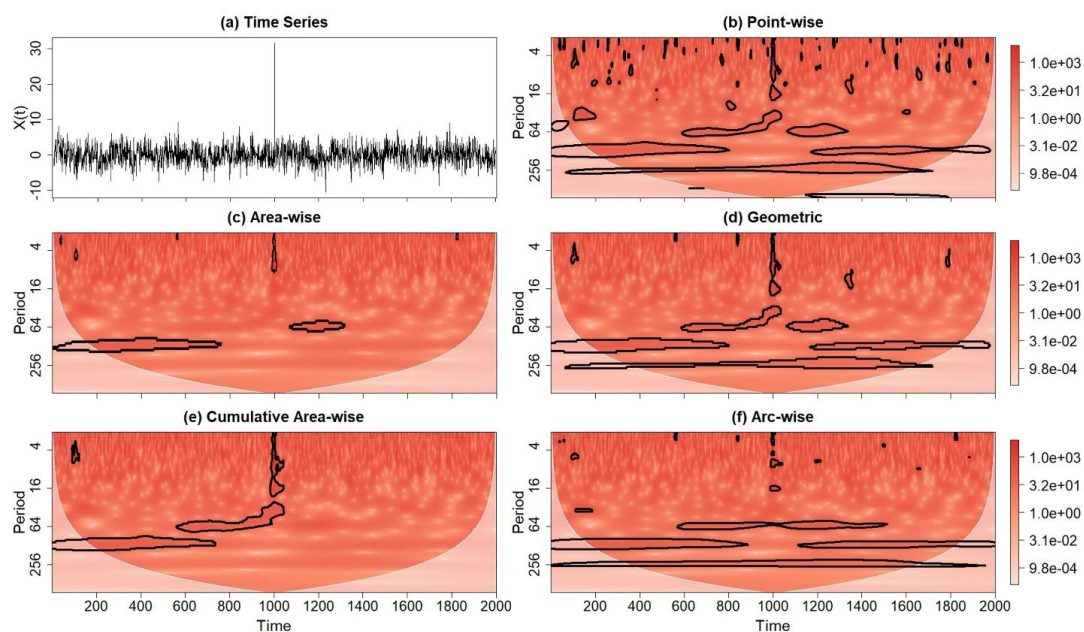 (a) Time Series
30
20
10
0
-10
X(t)
(b) Point-wise
4
16
64
256
Period
1.0e+03
3.2e+01
1.0e+00
3.1e-02
9.8e-04
(c) Area-wise
4
16
64
256
Period
(d) Geometric
4
16
64
256
Period
1.0e+03
3.2e+01
1.0e+00
3.1e-02
9.8e-04
(e) Cumulative Area-wise
4
16
64
256
Period
200 400 600 800 1000 1200 1400 1600 1800 2000
Time
(f) Arc-wise
4
16
64
256
Period
1.0e+03
3.2e+01
1.0e+00
3.1e-02
9.8e-04
200 400 600 800 1000 1200 1400 1600 1800 2000
Time